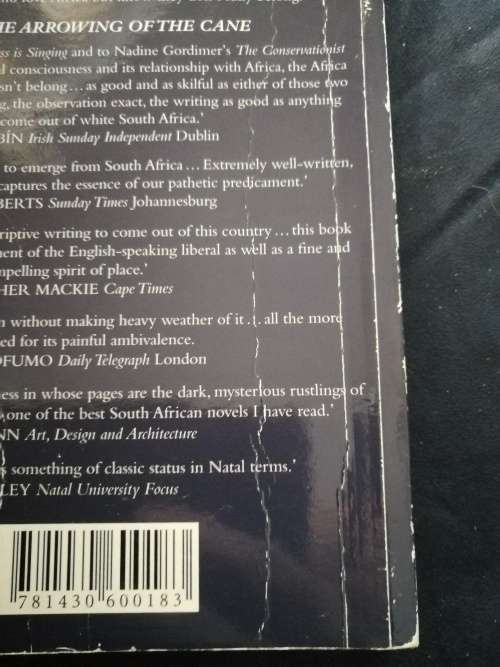 THE ARROWING OF THE CANE
ss is Singing and to Nadine Gordimer's The Conservationist
l consciousness and its relationship with Africa, the Africa
sn't belong... as good and as skilful as either of those two
g, the observation exact, the writing as good as anything
come out of white South Africa.'
BÍN Irish Sunday Independent Dublin
to emerge from South Africa... Extremely well-written,
captures the essence of our pathetic predicament.'
BERTS Sunday Times Johannesburg
riptive writing to come out of this country... this book
ent of the English-speaking liberal as well as a fine and
mpelling spirit of place.'
HER MACKIE Cape Times
n without making heavy weather of it... all the more
ed for its painful ambivalence.
OFUMO Daily Telegraph London
ess in whose pages are the dark, mysterious rustlings of
one of the best South African novels I have read.'
NN Art, Design and Architecture
s something of classic status in Natal terms.'
LEY Natal University Focus
781430 600183